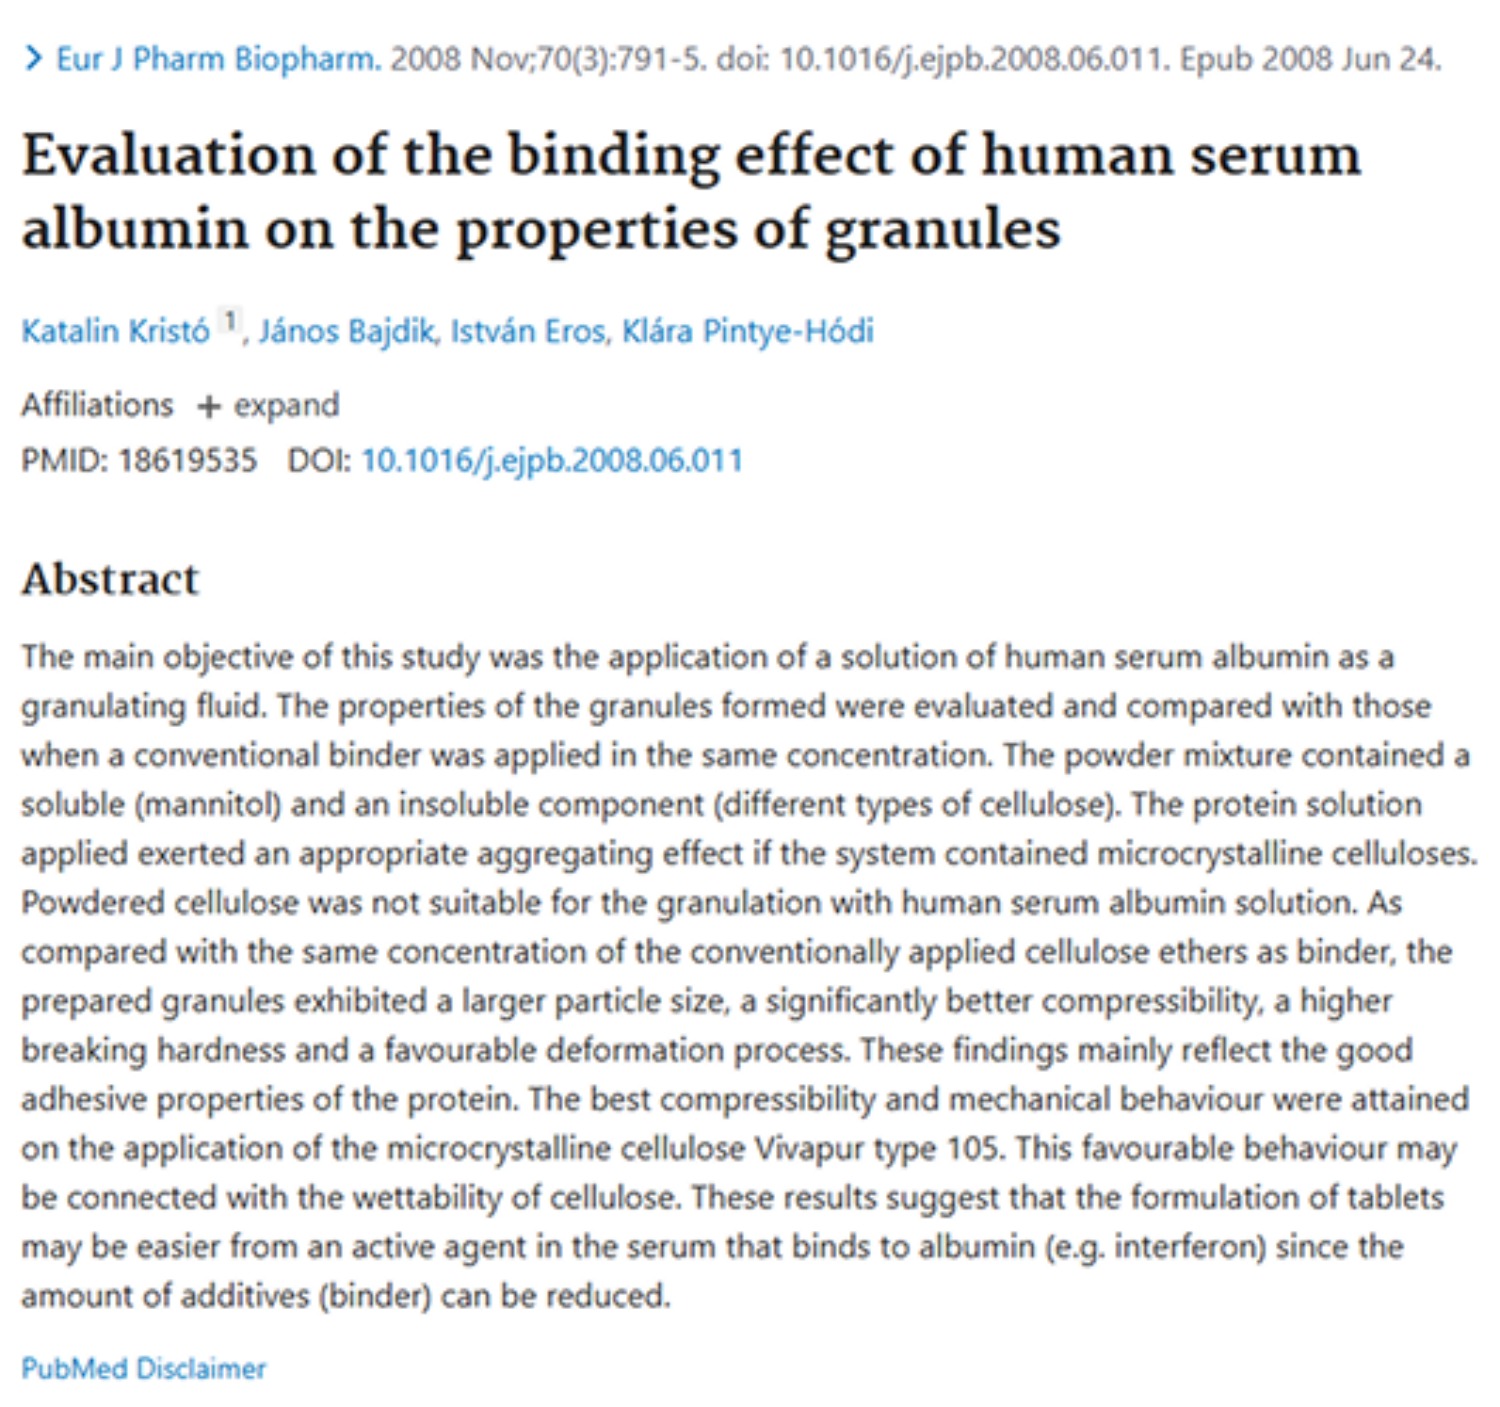 > Eur J Pharm Biopharm. 2008 Nov;70(3):791-5. doi: 10.1016/j.ejpb.2008.06.011. Epub 2008 Jun 24.
Evaluation of the binding effect of human serum
albumin on the properties of granules
Katalin Kristó 1, János Bajdik, István Eros, Klára Pintye-Hódi
Affiliations + expand
PMID: 18619535 DOI: 10.1016/j.ejpb.2008.06.011
Abstract
The main objective of this study was the application of a solution of human serum albumin as a
granulating fluid. The properties of the granules formed were evaluated and compared with those
when a conventional binder was applied in the same concentration. The powder mixture contained a
soluble (mannitol) and an insoluble component (different types of cellulose). The protein solution
applied exerted an appropriate aggregating effect if the system contained microcrystalline celluloses.
Powdered cellulose was not suitable for the granulation with human serum albumin solution. As
compared with the same concentration of the conventionally applied cellulose ethers as binder, the
prepared granules exhibited a larger particle size, a significantly better compressibility, a higher
breaking hardness and a favourable deformation process. These findings mainly reflect the good
adhesive properties of the protein. The best compressibility and mechanical behaviour were attained
on the application of the microcrystalline cellulose Vivapur type 105. This favourable behaviour may
be connected with the wettability of cellulose. These results suggest that the formulation of tablets
may be easier from an active agent in the serum that binds to albumin (e.g. interferon) since the
amount of additives (binder) can be reduced.
PubMed Disclaimer